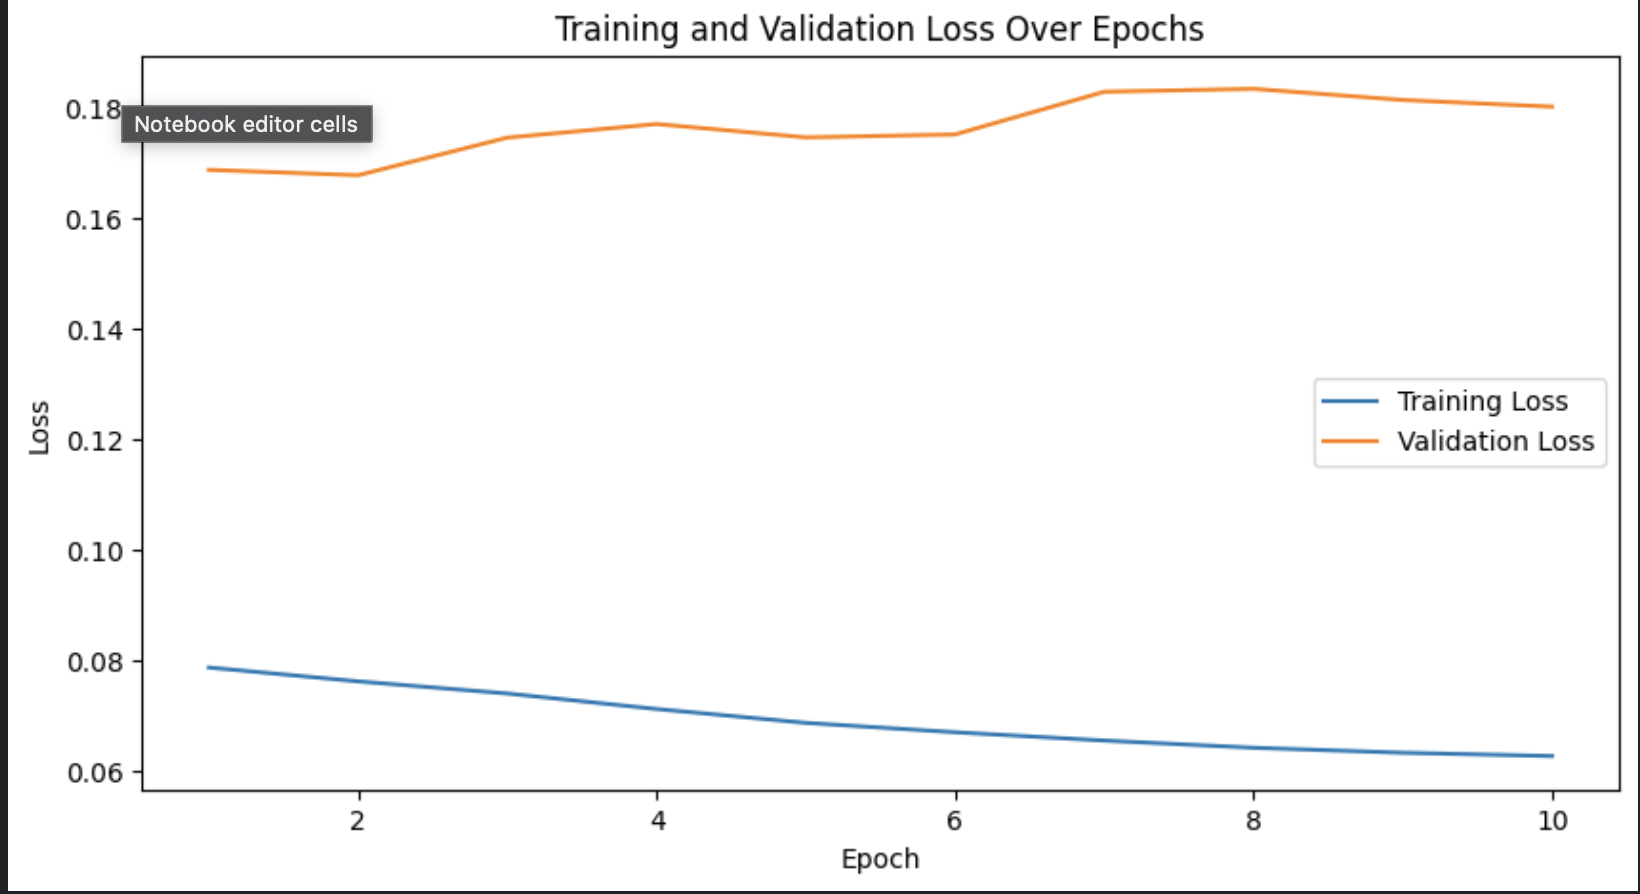 Training and Validation Loss Over Epochs
0.18
Notebook editor cells
0.16
0.14
0.12
0.10
0.08
0.06
Loss
Training Loss
Validation Loss
2 4 6 8 10
Epoch